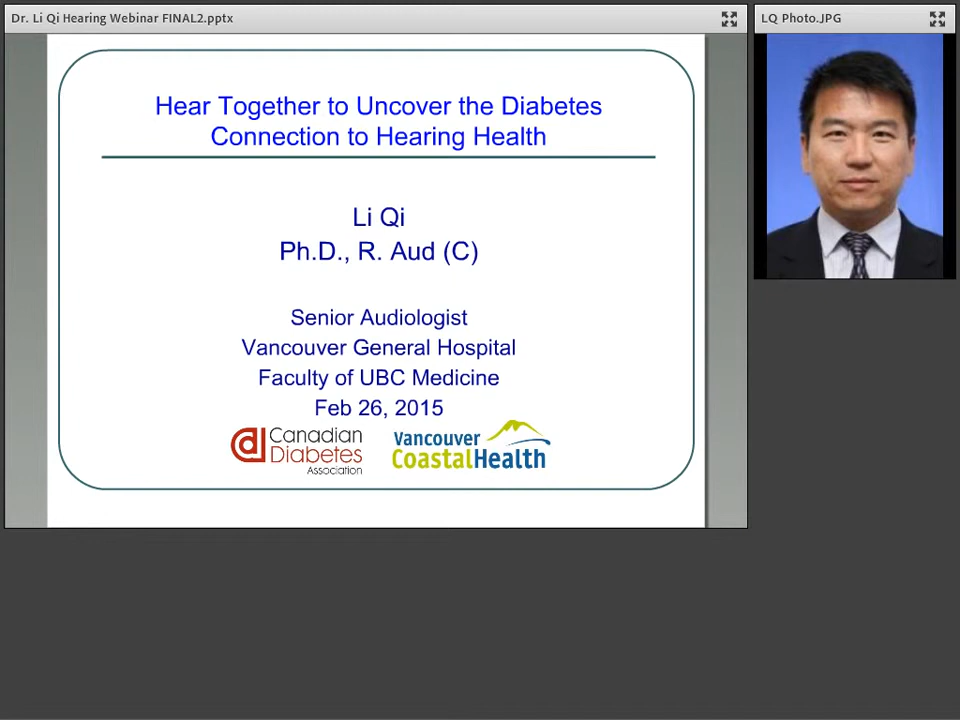 Dr. Li Qi Hearing Webinar FINAL2.pptx
LQ Photo.JPG
Hear Together to Uncover the Diabetes
Connection to Hearing Health
Li Qi
Ph.D., R. Aud (C)
Senior Audiologist
Vancouver General Hospital
Faculty of UBC Medicine
Feb 26, 2015
Canadian
Diabetes
Association
Vancouver
CoastalHealth